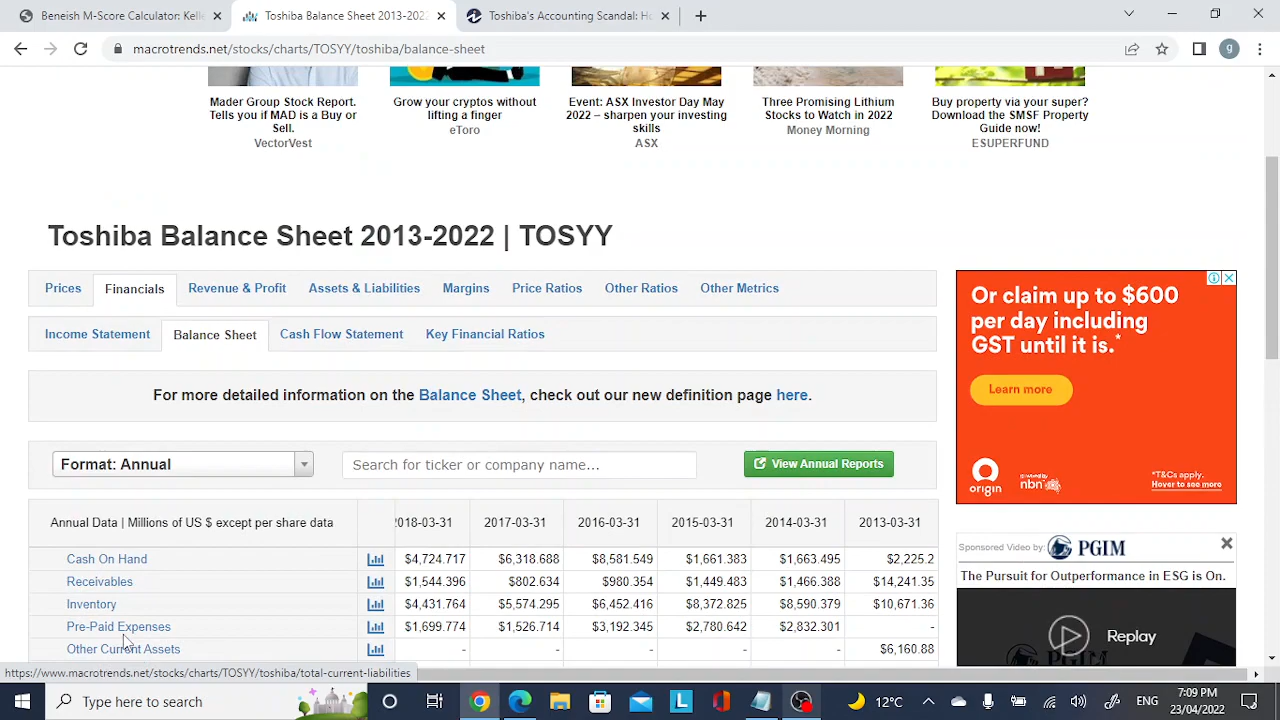 Beneish M-Score Calculator: Kell
Toshiba Balance Sheet 2013-2022
Toshiba's Accounting Scandal: Ho
macrotrends.net/stocks/charts/TOSYY/toshiba/balance-sheet
g
Mader Group Stock Report. Tells you if MAD is a Buy or Sell.
VectorVest
Grow your cryptos without lifting a finger
eToro
Event: ASX Investor Day May 2022 – sharpen your investing skills
ASX
Three Promising Lithium Stocks to Watch in 2022
Money Morning
Buy property via your super? Download the SMSF Property Guide now!
ESUPERFUND
Toshiba Balance Sheet 2013-2022 | TOSYY
Prices Financials Revenue & Profit Assets & Liabilities Margins Price Ratios Other Ratios Other Metrics
Income Statement Balance Sheet Cash Flow Statement Key Financial Ratios
For more detailed information on the Balance Sheet, check out our new definition page here.
Format: Annual Search for ticker or company name... View Annual Reports
Annual Data | Millions of US $ except per share data 2018-03-31 2017-03-31 2016-03-31 2015-03-31 2014-03-31 2013-03-31
Cash On Hand $4,724.717 $6,318.688 $8,581.549 $1,661.383 $1,663.495 $2,225.2
Receivables $1,544.396 $802.634 $980.354 $1,449.483 $1,466.388 $14,241.35
Inventory $4,431.764 $5,574.295 $6,452.416 $8,372.825 $8,590.379 $10,671.36
Pre-Paid Expenses $1,699.774 $1,526.714 $3,192.345 $2,780.642 $2,832.301 -
Other Current Assets - - - - - $6,160.88
Or claim up to $600
per day including
GST until it is.*
Learn more
origin
powered by
nbn
*T&Cs apply.
Hover to see more
Sponsored Video by: PGIM
The Pursuit for Outperformance in ESG is On.
Replay
https://www.macrotrends.net/stocks/charts/TOSYY/toshiba/total-current-liabilities
Type here to search
L
12°C
ENG
7:09 PM
23/04/2022